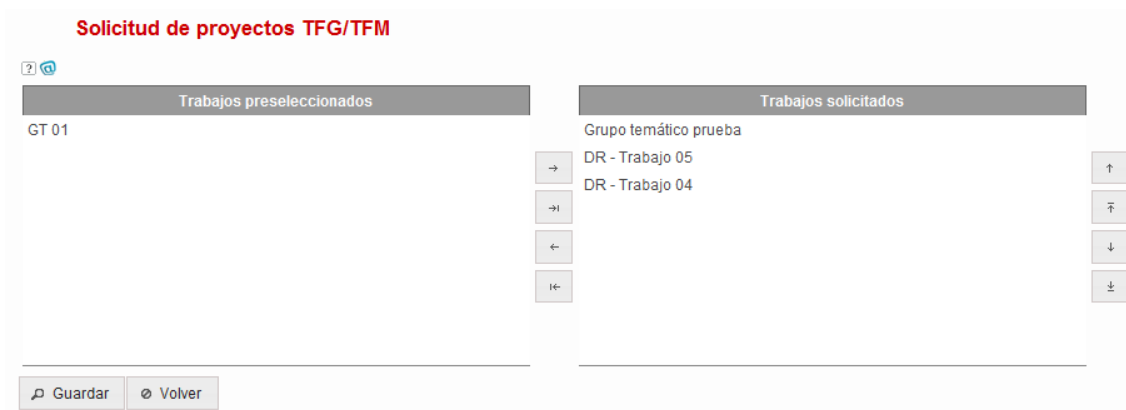 Solicitud de proyectos TFG/TFM
?
Trabajos preseleccionados
GT 01
Trabajos solicitados
Grupo temático prueba
DR - Trabajo 05
DR - Trabajo 04
Guardar
Volver